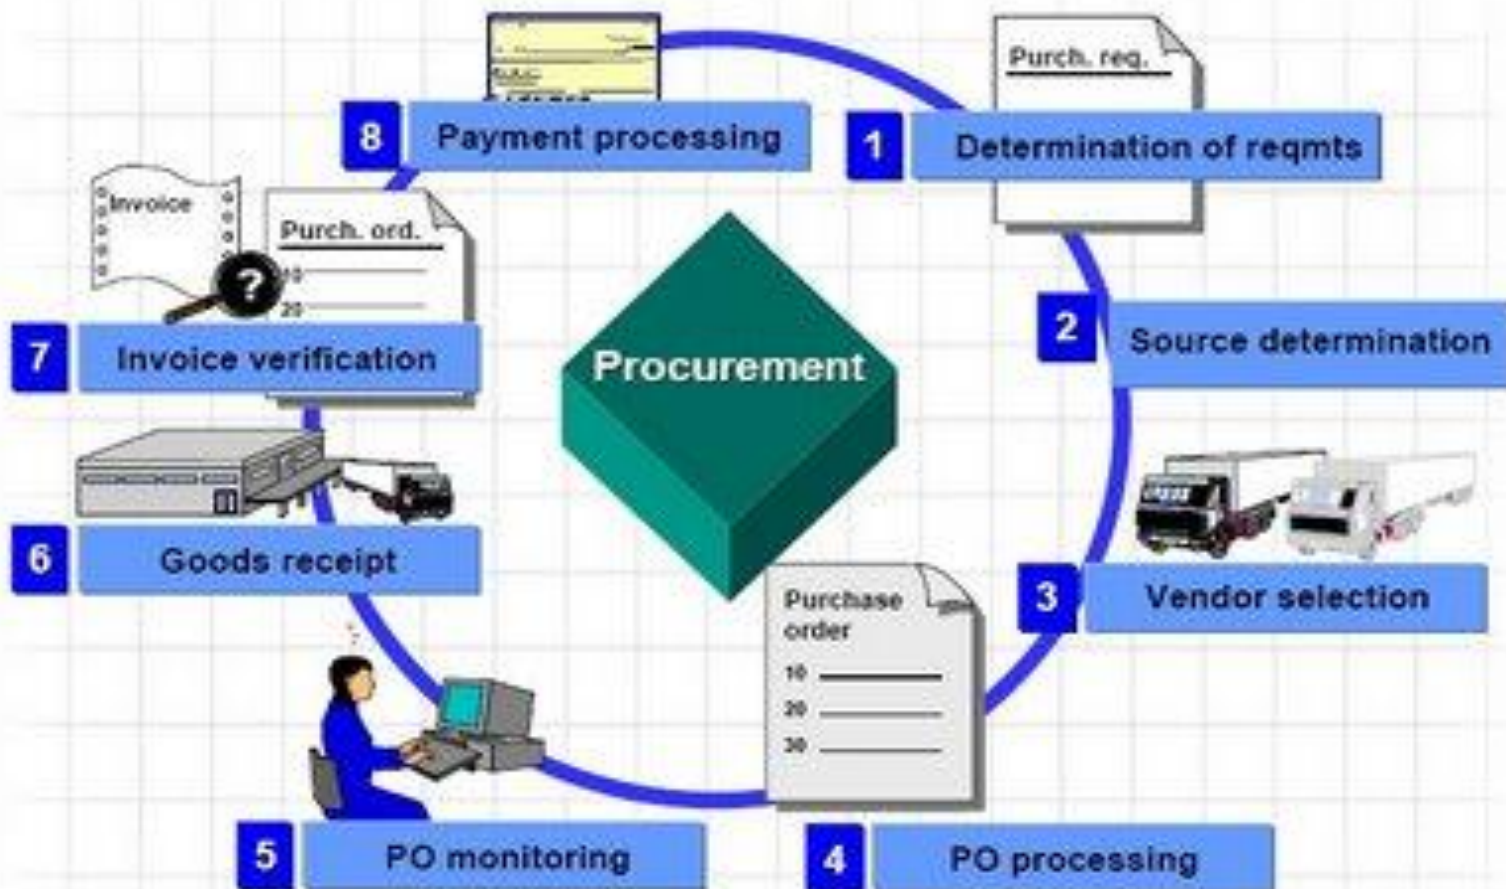 Purch. req.
1
Determination of reqmts
2
Source determination
3
Vendor selection
Purchase
order
10
20
30
4
PO processing
5
PO monitoring
6
Goods receipt
Invoice
Purch. ord.
10
20
?
7
Invoice verification
8
Payment processing
Procurement